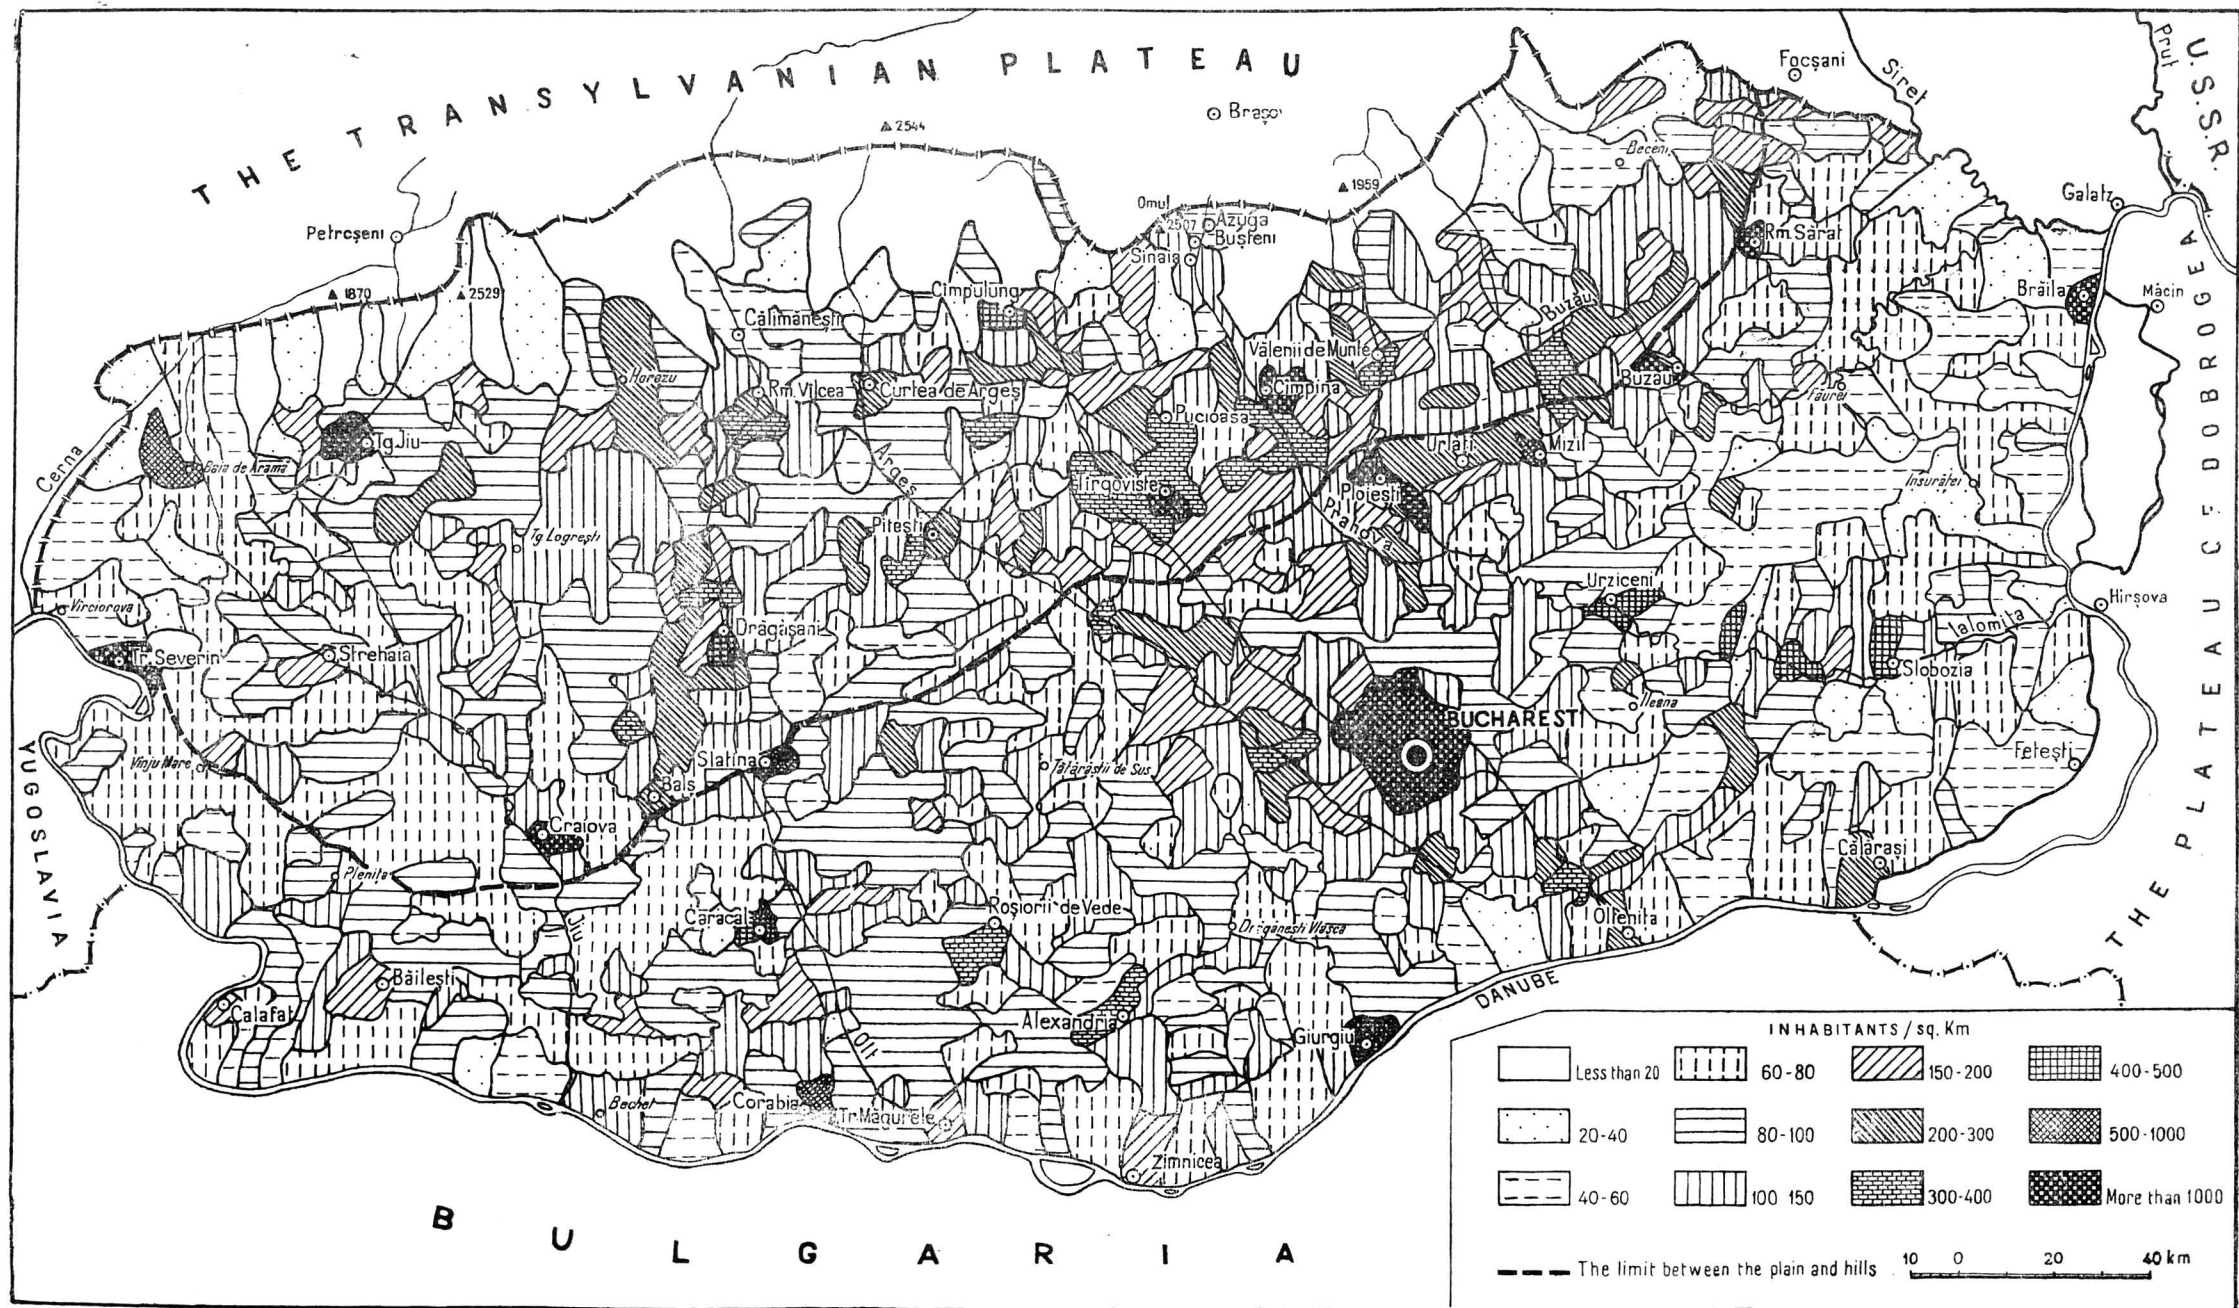 THE TRANSYLVANIAN PLATEAU
Focșani
Siret
Prut
U.S.S.R.
Brașov
2544
1959
Beceni
Galatz
Petroșeni
Omul
2507
Azuga
Bușteni
Sinaia
Rm. Sărat
1870
2529
Cîmpulung
Călimănești
Buzău
Brăila
Măcin
Vălenii de Munte
Horezu
Rm. Vîlcea
Curtea de Argeș
Cîmpina
Buzău
Făurei
Pucioasa
Cerna
Tg. Jiu
Baia de Aramă
Argeș
Urlați
Mizil
Tîrgoviște
Ploiești
Însurăței
Prahova
Pitești
Tg. Logrești
Urziceni
Hîrșova
Vîrciorova
Ialomița
Drăgășani
Tr. Severin
Strehaia
Slobozia
Ileana
BUCHAREST
Fetești
Vînju Mare
Slatina
Tătărăștii de Sus
Balș
YUGOSLAVIA
Craiova
Călărași
Plenița
THE PLATEAU OF DOBROGEA
Caracal
Roșiorii de Vede
Oltenița
Jiu
Drăgănești Vlașca
Băilești
DANUBE
Calafat
Alexandria
Olt
Giurgiu
Bechet
Corabia
Tr. Măgurele
Zimnicea
BULGARIA
INHABITANTS / sq. Km
Less than 20
60-80
150-200
400-500
20-40
80-100
200-300
500-1000
40-60
100 150
300-400
More than 1000
The limit between the plain and hills
10 0 20 40 km